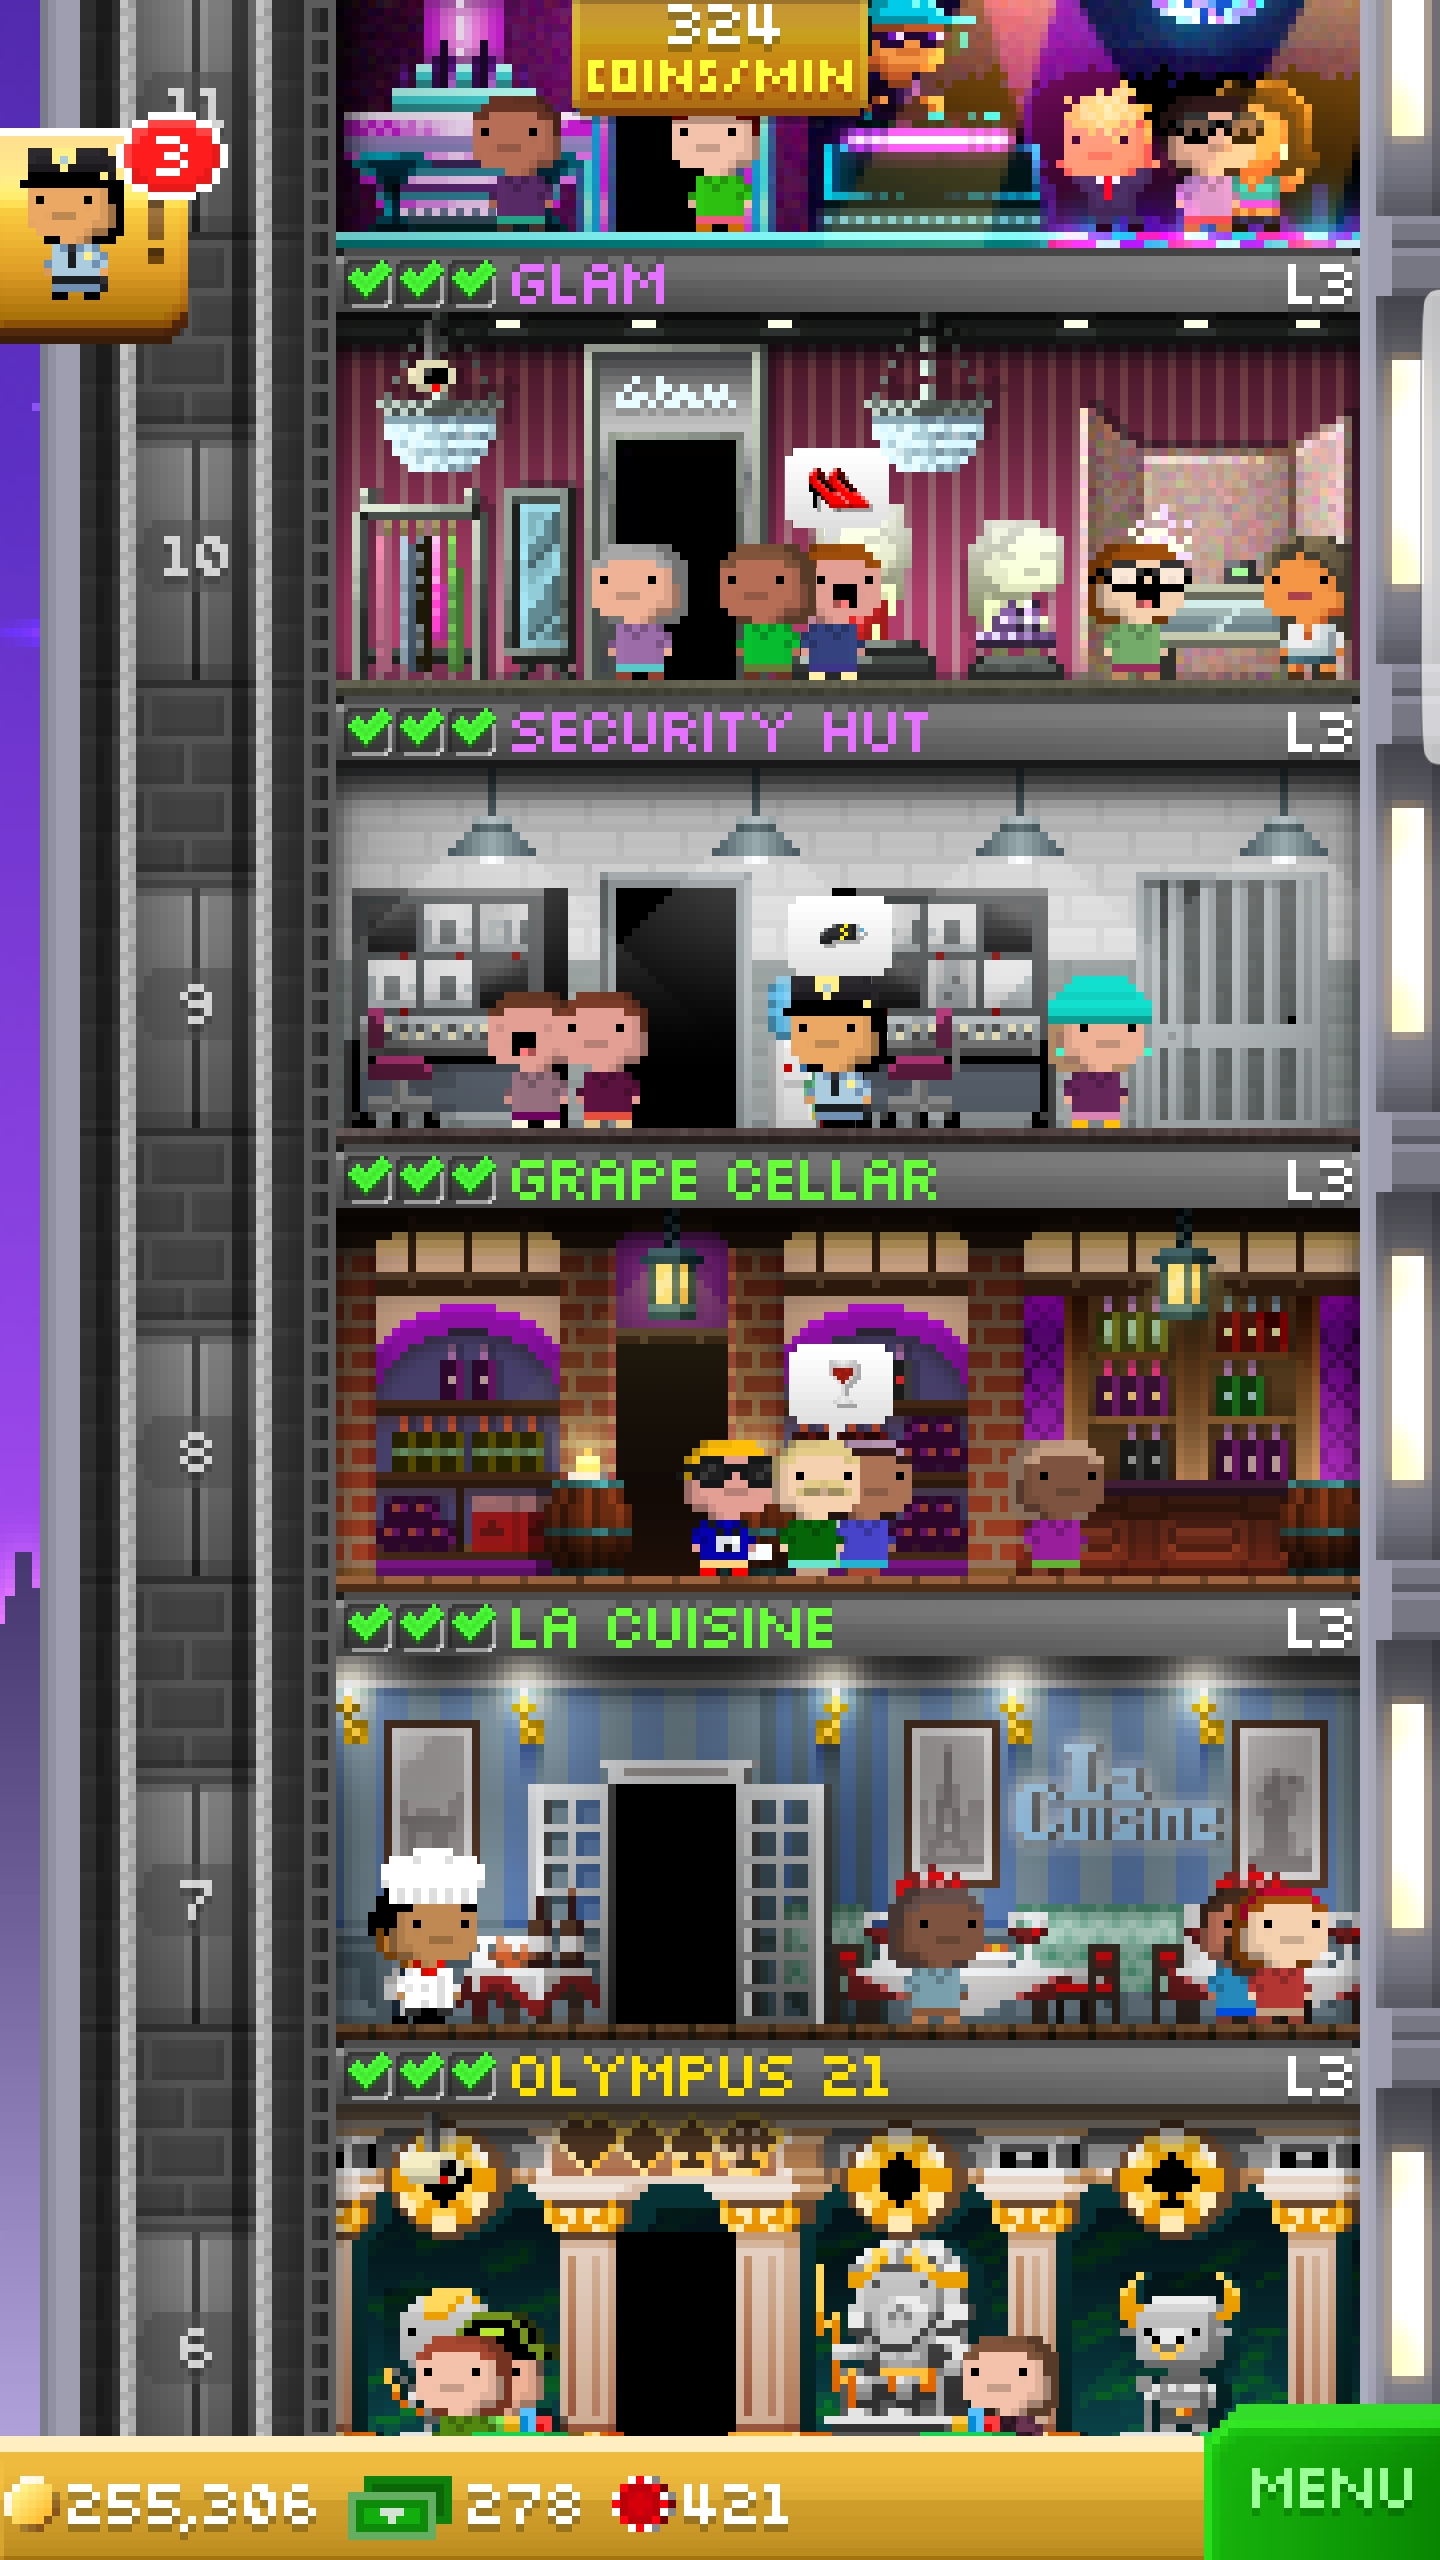 324
COINS/MIN
11
3
!
GLAM L3
Glam
10
SECURITY HUT L3
9
GRAPE CELLAR L3
8
LA CUISINE L3
La
Cuisine
7
OLYMPUS 21 L3
6
255,306 278 421
MENU